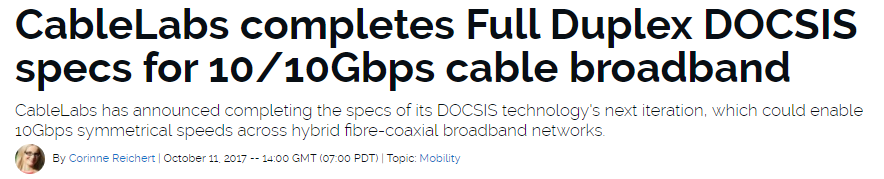 CableLabs completes Full Duplex DOCSIS
specs for 10/10Gbps cable broadband
CableLabs has announced completing the specs of its DOCSIS technology's next iteration, which could enable
10Gbps symmetrical speeds across hybrid fibre-coaxial broadband networks.
By Corinne Reichert | October 11, 2017 -- 14:00 GMT (07:00 PDT) | Topic: Mobility